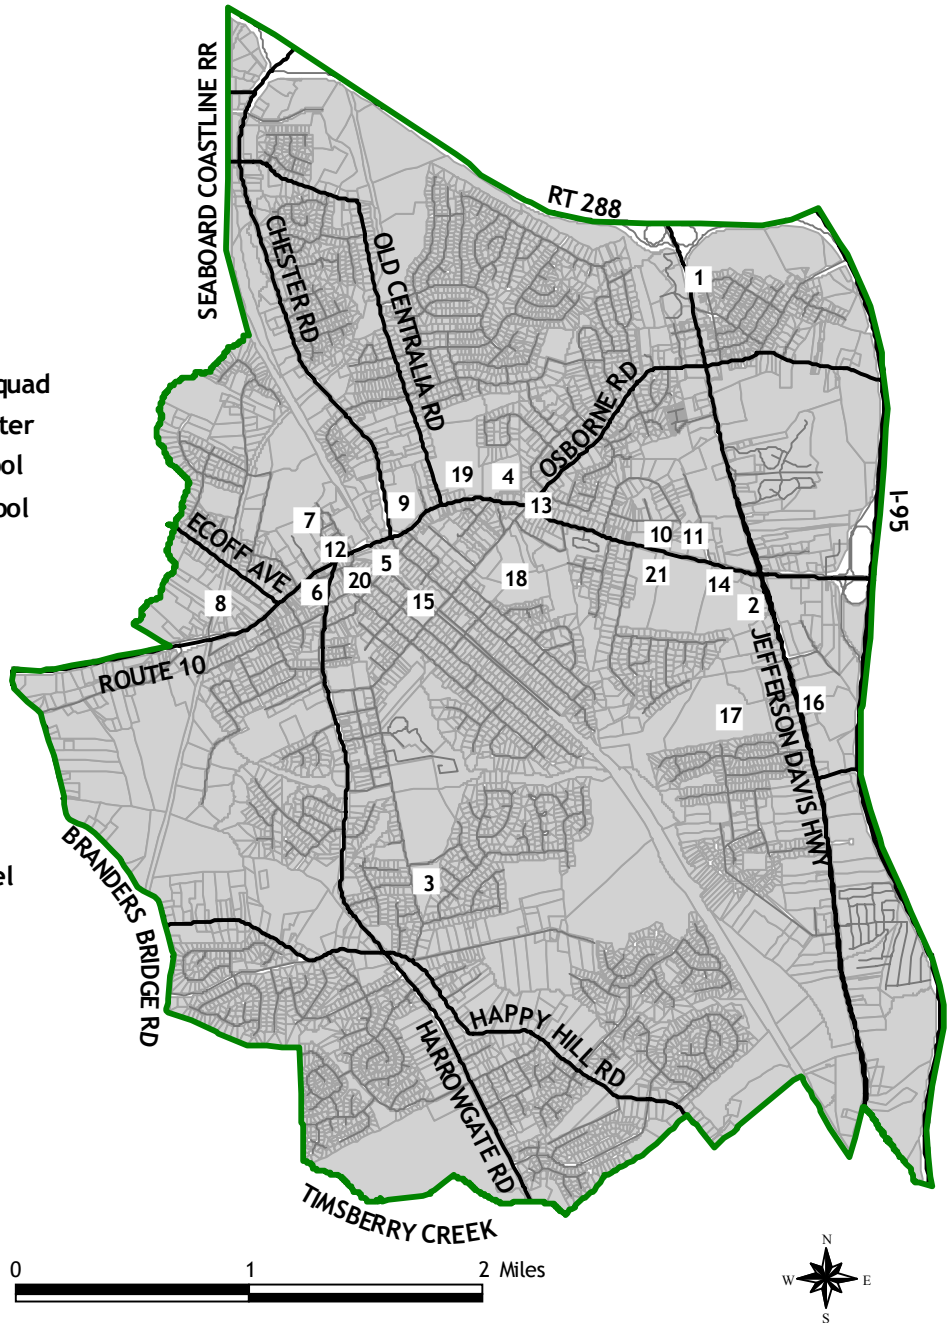 SEABOARD COASTLINE RR
RT 288
CHESTER RD
OLD CENTRALIA RD
1
quad
ter
ool
ool
OSBORNE RD
19
4
13
9
I-95
7
ECOFF AVE
12
10
11
5
20
18
21
14
6
8
15
2
ROUTE 10
JEFFERSON DAVIS HWY
16
17
BRANDERS BRIDGE RD
el
3
HAPPY HILL RD
HARROWGATE RD
TIMSBERRY CREEK
0 1 2 Miles
N
W E
S